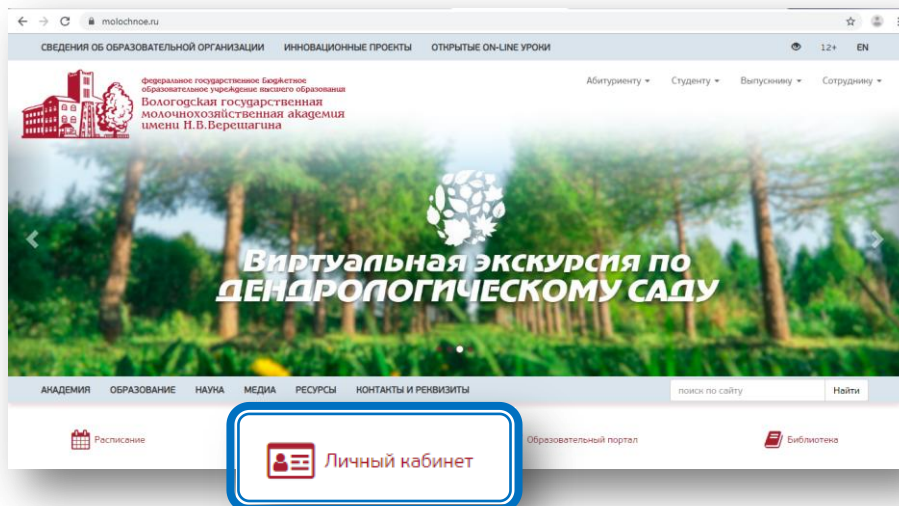 molochnoe.ru
СВЕДЕНИЯ ОБ ОБРАЗОВАТЕЛЬНОЙ ОРГАНИЗАЦИИ ИННОВАЦИОННЫЕ ПРОЕКТЫ ОТКРЫТЫЕ ON-LINE УРОКИ 12+ EN
федеральное государственное бюджетное
образовательное учреждение высшего образования
Вологодская государственная
молочнохозяйственная академия
имени Н.В.Верещагина
Абитуриенту Студенту Выпускнику Сотруднику
Виртуальная экскурсия по
ДЕНДРОЛОГИЧЕСКОМУ САДУ
АКАДЕМИЯ ОБРАЗОВАНИЕ НАУКА МЕДИА РЕСУРСЫ КОНТАКТЫ И РЕКВИЗИТЫ поиск по сайту Найти
Расписание Личный кабинет Образовательный портал Библиотека